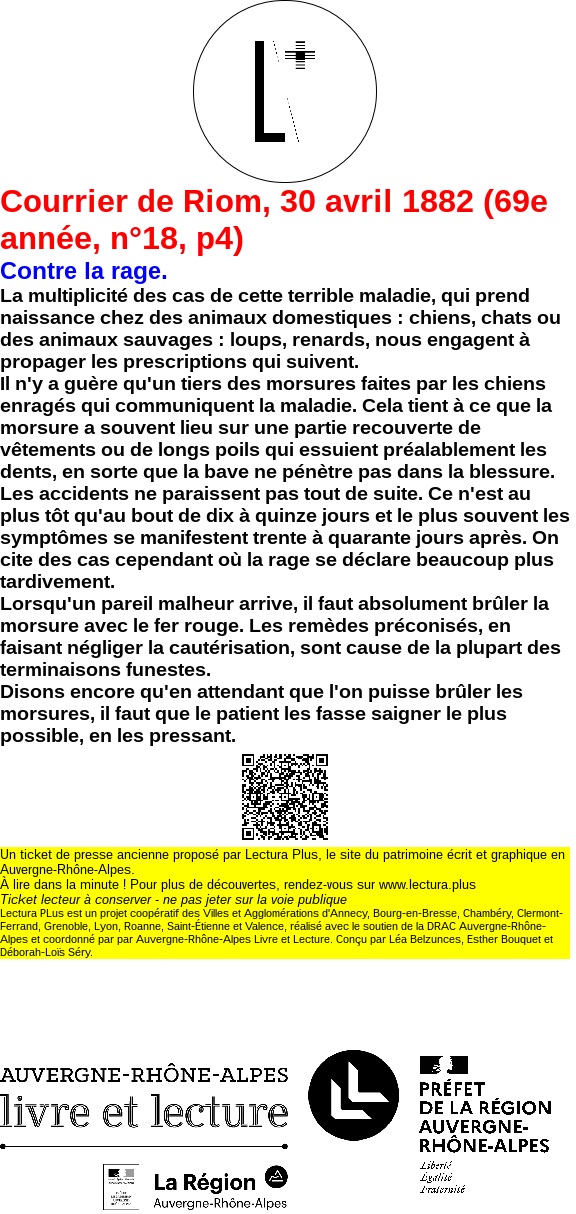 L+
Courrier de Riom, 30 avril 1882 (69e
année, n°18, p4)
Contre la rage.
La multiplicité des cas de cette terrible maladie, qui prend
naissance chez des animaux domestiques : chiens, chats ou
des animaux sauvages : loups, renards, nous engagent à
propager les prescriptions qui suivent.
Il n'y a guère qu'un tiers des morsures faites par les chiens
enragés qui communiquent la maladie. Cela tient à ce que la
morsure a souvent lieu sur une partie recouverte de
vêtements ou de longs poils qui essuient préalablement les
dents, en sorte que la bave ne pénètre pas dans la blessure.
Les accidents ne paraissent pas tout de suite. Ce n'est au
plus tôt qu'au bout de dix à quinze jours et le plus souvent les
symptômes se manifestent trente à quarante jours après. On
cite des cas cependant où la rage se déclare beaucoup plus
tardivement.
Lorsqu'un pareil malheur arrive, il faut absolument brûler la
morsure avec le fer rouge. Les remèdes préconisés, en
faisant négliger la cautérisation, sont cause de la plupart des
terminaisons funestes.
Disons encore qu'en attendant que l'on puisse brûler les
morsures, il faut que le patient les fasse saigner le plus
possible, en les pressant.
Un ticket de presse ancienne proposé par Lectura Plus, le site du patrimoine écrit et graphique en
Auvergne-Rhône-Alpes.
À lire dans la minute ! Pour plus de découvertes, rendez-vous sur www.lectura.plus
Ticket lecteur à conserver - ne pas jeter sur la voie publique
Lectura PLus est un projet coopératif des Villes et Agglomérations d'Annecy, Bourg-en-Bresse, Chambéry, Clermont-
Ferrand, Grenoble, Lyon, Roanne, Saint-Étienne et Valence, réalisé avec le soutien de la DRAC Auvergne-Rhône-
Alpes et coordonné par par Auvergne-Rhône-Alpes Livre et Lecture. Conçu par Léa Belzunces, Esther Bouquet et
Déborah-Loïs Séry.
AUVERGNE-RHÔNE-ALPES
livre et lecture
PRÉFET
DE LA RÉGION
AUVERGNE-
RHÔNE-ALPES
Liberté
Égalité
Fraternité
La Région
Auvergne-Rhône-Alpes